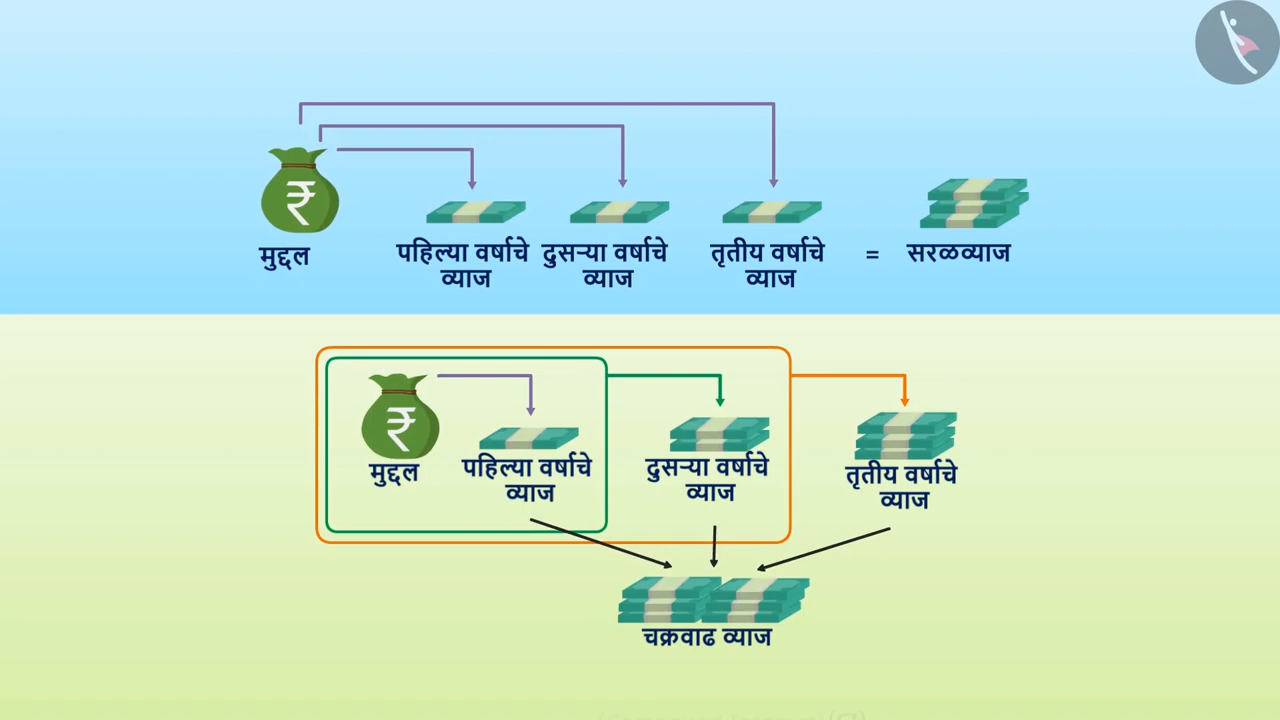 ₹
मुद्दल
पहिल्या वर्षाचे
व्याज
दुसऱ्या वर्षाचे
व्याज
तृतीय वर्षाचे
व्याज
=
सरळव्याज
₹
मुद्दल
पहिल्या वर्षाचे
व्याज
दुसऱ्या वर्षाचे
व्याज
तृतीय वर्षाचे
व्याज
चक्रवाढ व्याज